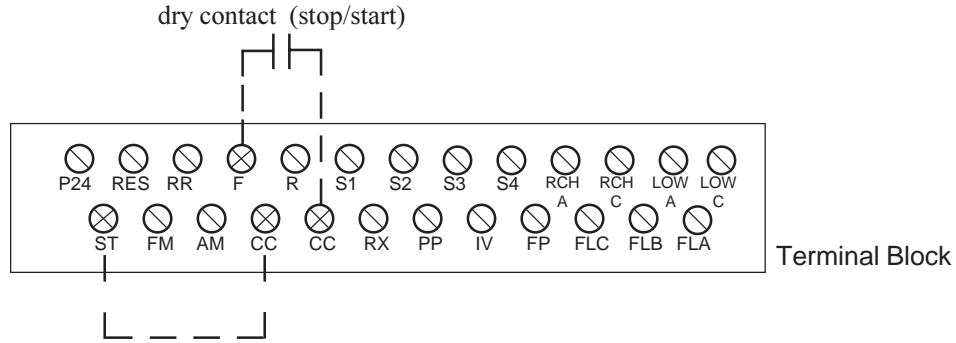 dry contact (stop/start)
P24 RES RR F R S1 S2 S3 S4 RCH A RCH C LOW A LOW C
ST FM AM CC CC RX PP IV FP FLC FLB FLA
Terminal Block